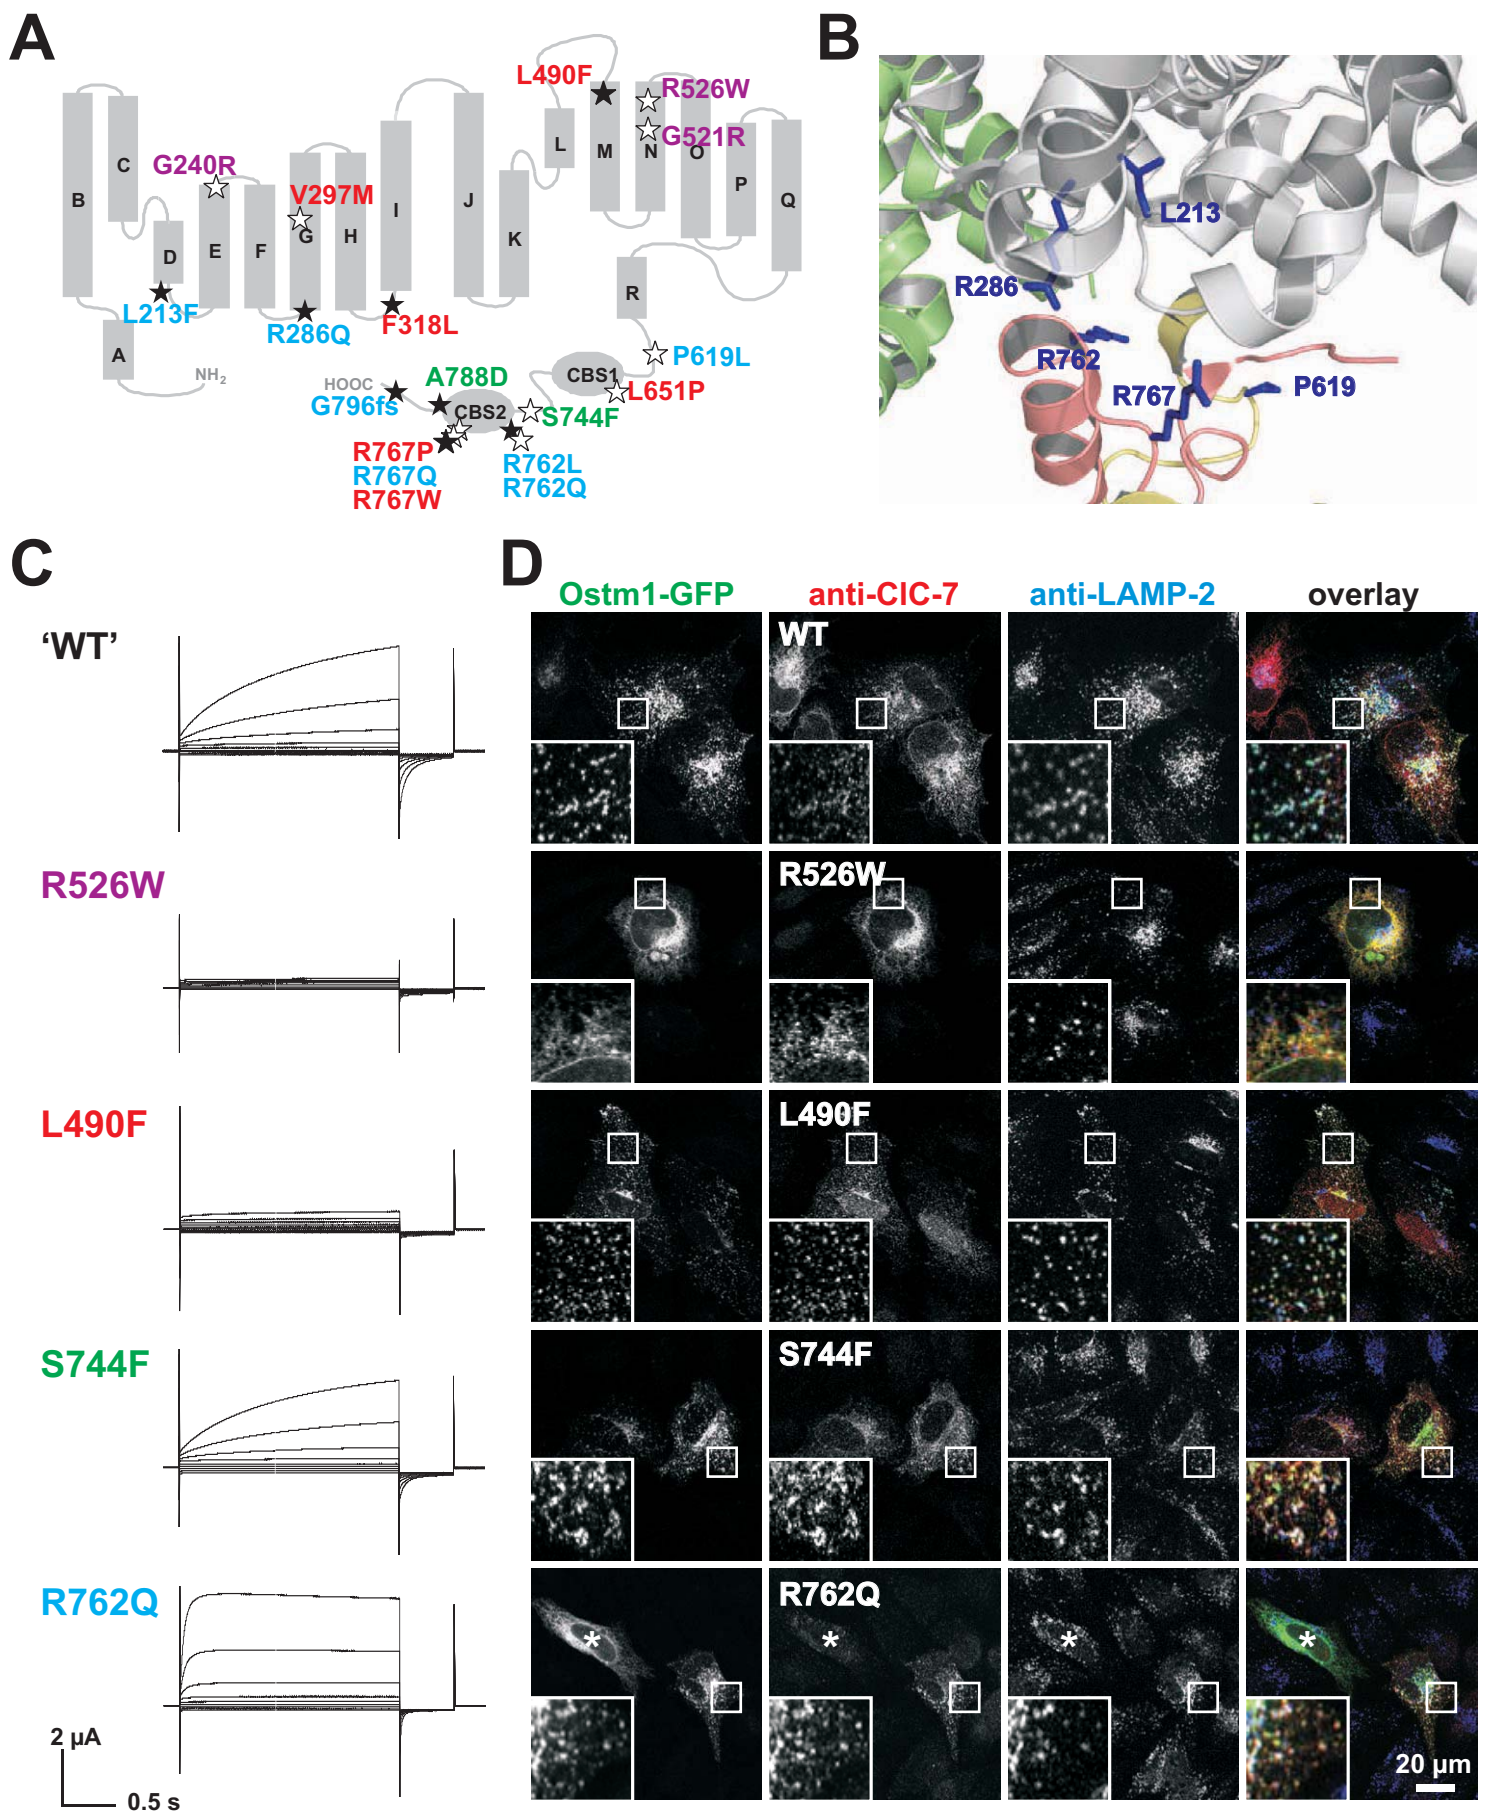 A
B
L490F
R526W
G521R
C
B
G240R
V297M
L
M
N
O
P
Q
I
J
K
D
E
F
G
H
L213F
R286Q
F318L
R
A
NH2
P619L
HOOC
A788D
CBS1
L651P
G796fs
CBS2
S744F
R767P
R767Q
R767W
R762L
R762Q
L213
R286
R762
R767
P619
C
D
Ostm1-GFP
anti-ClC-7
anti-LAMP-2
overlay
‘WT’
WT
R526W
R526W
L490F
L490F
S744F
S744F
R762Q
R762Q
*
*
*
*
2 µA
0.5 s
20 µm